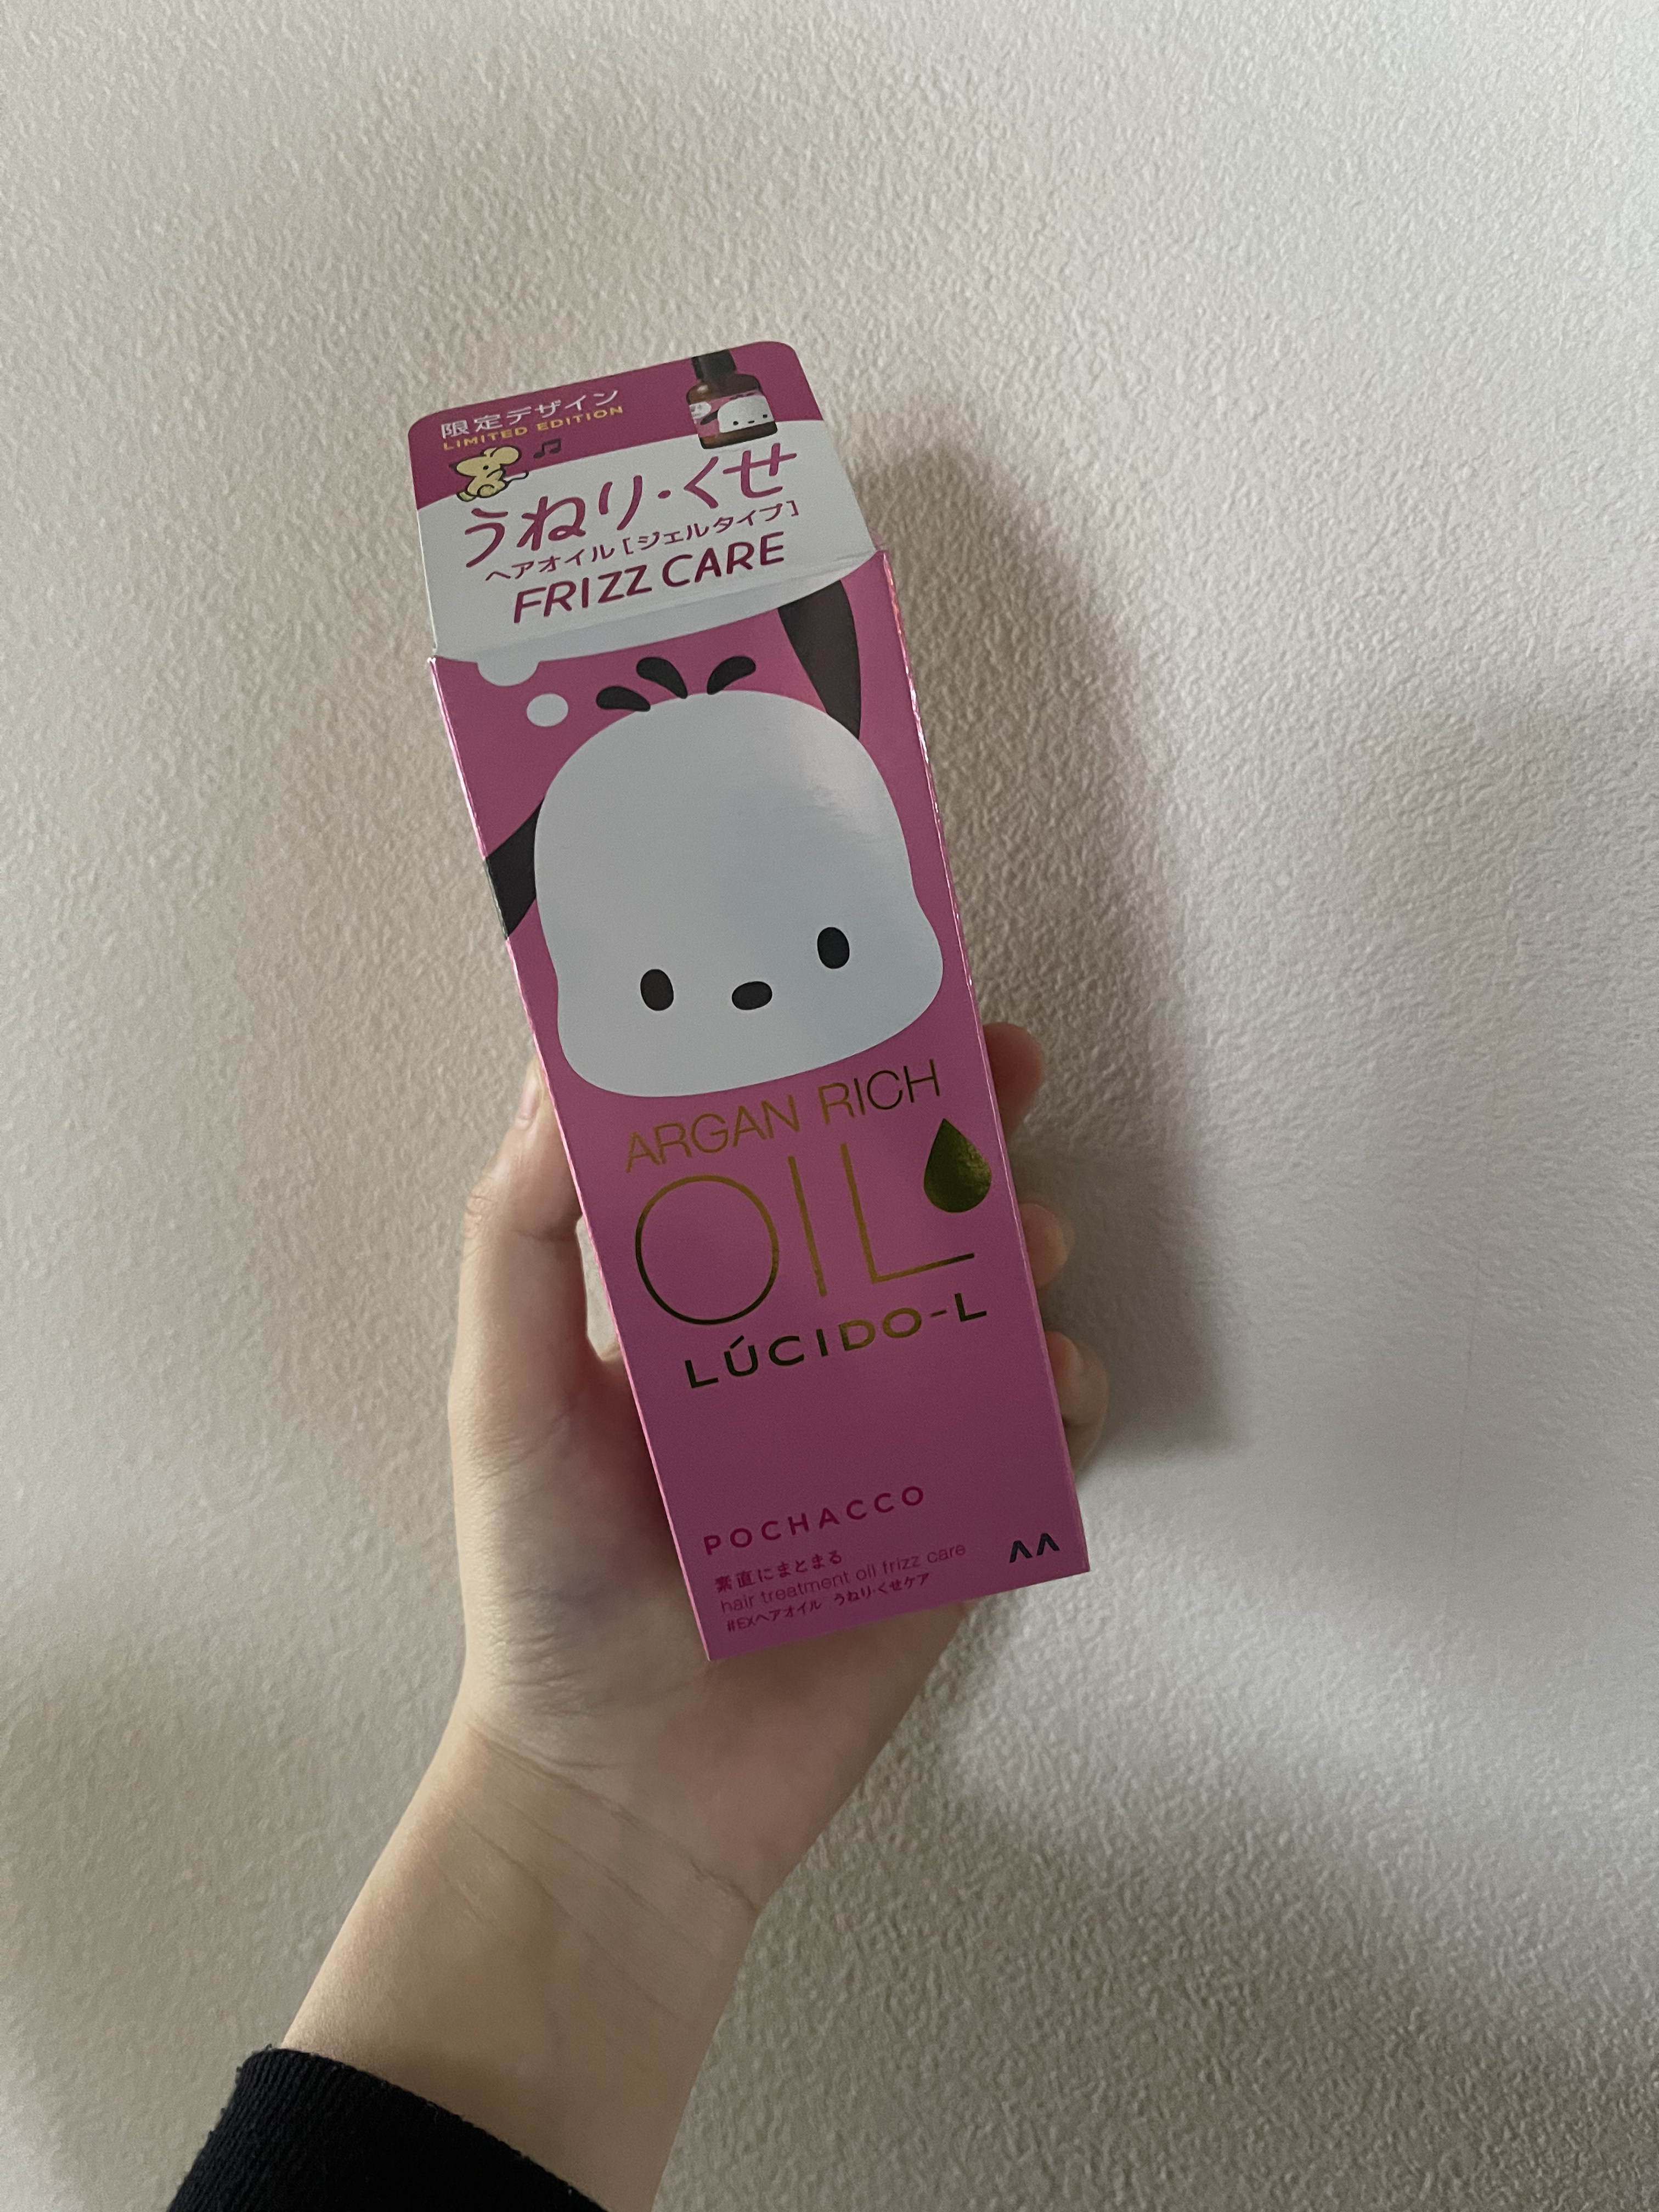 限定デザイン
LIMITED EDITION
うねり・くせ
ヘアオイル［ジェルタイプ］
FRIZZ CARE
ARGAN RICH
OIL
LÚCIDO-L
POCHACCO
素直にまとまる
hair treatment oil frizz care
#EXヘアオイル うねり・くせケア